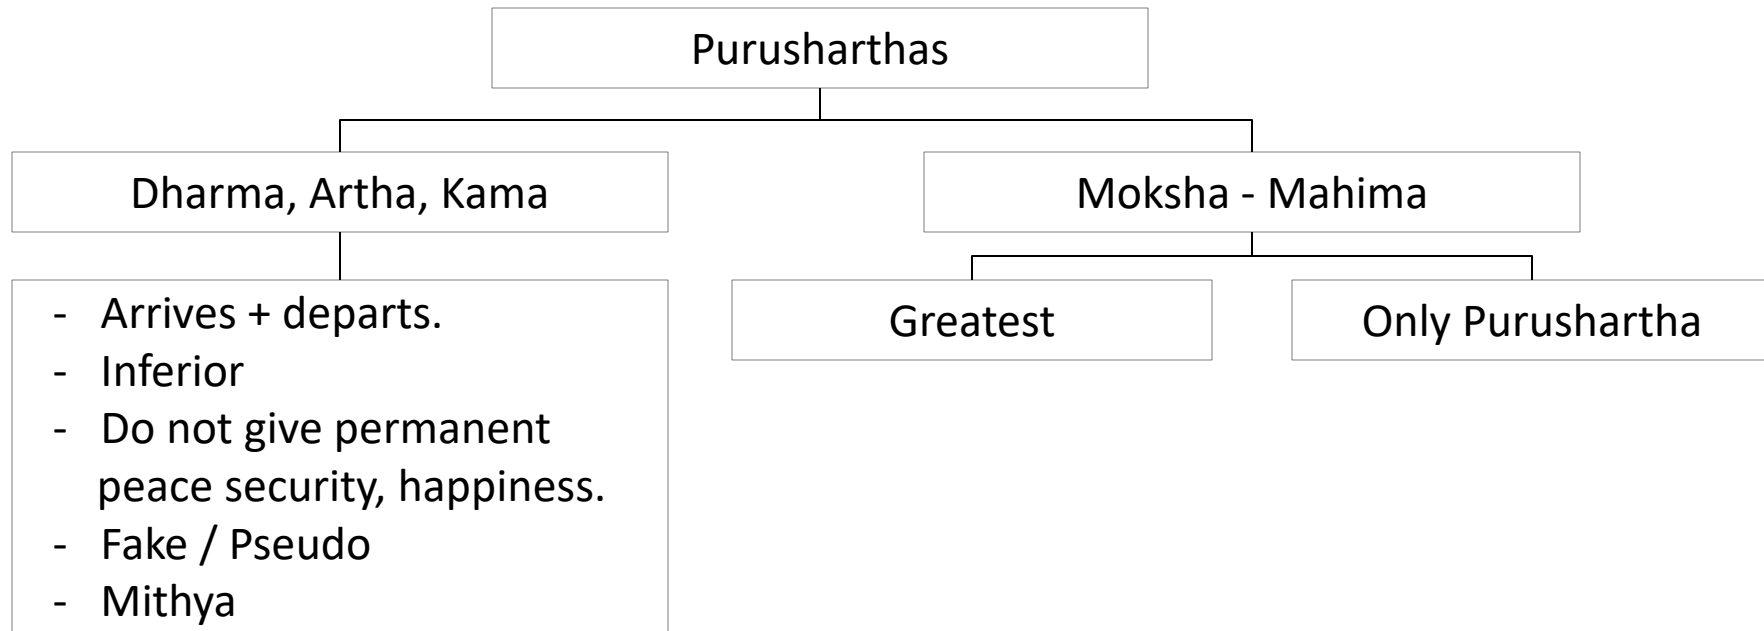 Purusharthas
Dharma, Artha, Kama
Moksha - Mahima
- Arrives + departs.
- Inferior
- Do not give permanent
peace security, happiness.
- Fake / Pseudo
- Mithya
Greatest
Only Purushartha